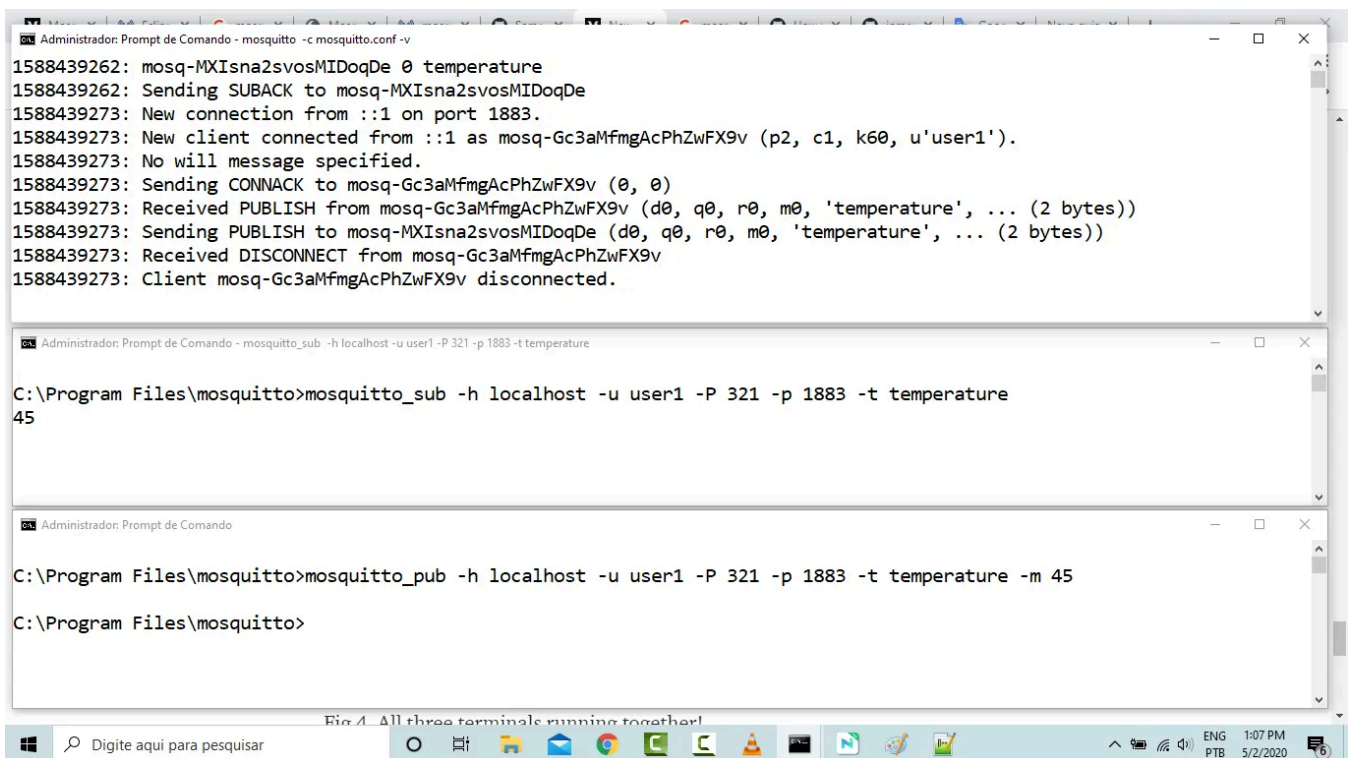 Administrador: Prompt de Comando - mosquitto -c mosquitto.conf -v
1588439262: mosq-MXIsna2svosMIDoqDe 0 temperature
1588439262: Sending SUBACK to mosq-MXIsna2svosMIDoqDe
1588439273: New connection from ::1 on port 1883.
1588439273: New client connected from ::1 as mosq-Gc3aMfmgAcPhZwFX9v (p2, c1, k60, u'user1').
1588439273: No will message specified.
1588439273: Sending CONNACK to mosq-Gc3aMfmgAcPhZwFX9v (0, 0)
1588439273: Received PUBLISH from mosq-Gc3aMfmgAcPhZwFX9v (d0, q0, r0, m0, 'temperature', ... (2 bytes))
1588439273: Sending PUBLISH to mosq-MXIsna2svosMIDoqDe (d0, q0, r0, m0, 'temperature', ... (2 bytes))
1588439273: Received DISCONNECT from mosq-Gc3aMfmgAcPhZwFX9v
1588439273: Client mosq-Gc3aMfmgAcPhZwFX9v disconnected.
Administrador: Prompt de Comando - mosquitto_sub -h localhost -u user1 -P 321 -p 1883 -t temperature
C:\Program Files\mosquitto>mosquitto_sub -h localhost -u user1 -P 321 -p 1883 -t temperature
45
Administrador: Prompt de Comando
C:\Program Files\mosquitto>mosquitto_pub -h localhost -u user1 -P 321 -p 1883 -t temperature -m 45
C:\Program Files\mosquitto>
Fig 4. All three terminals running together!
Digite aqui para pesquisar
ENG 1:07 PM
PTB 5/2/2020
6